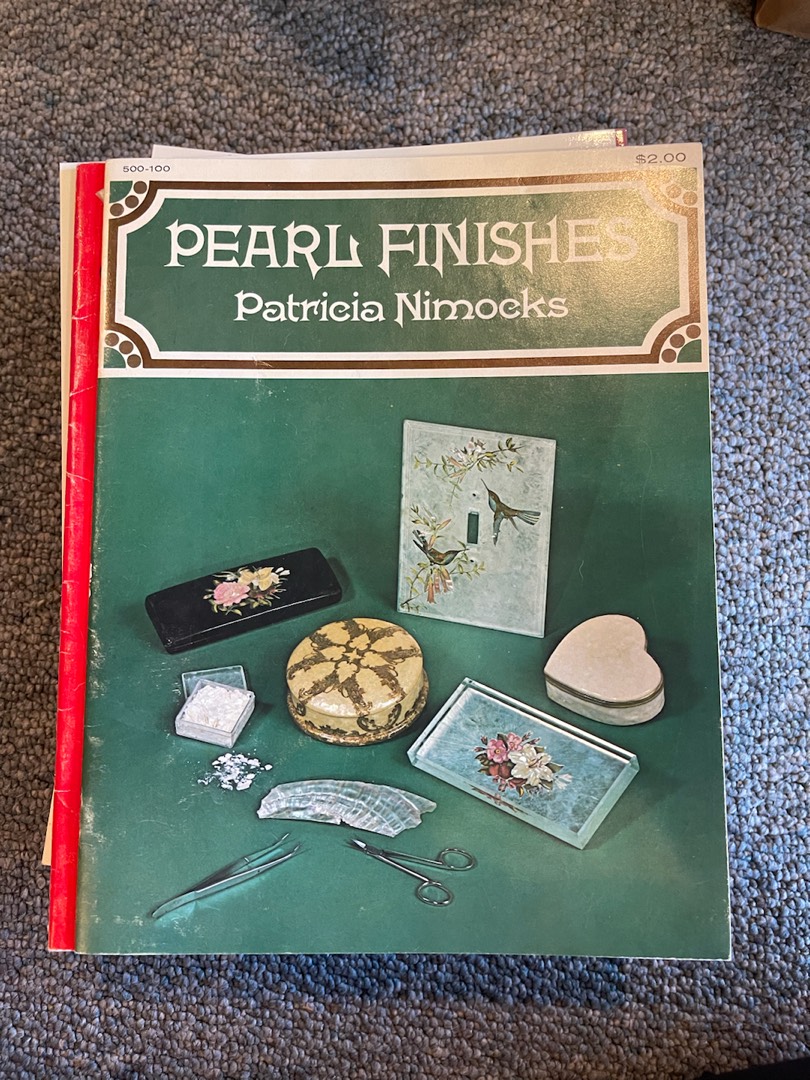 500-100
$2.00
PEARL FINISHES
Patricia Nimocks